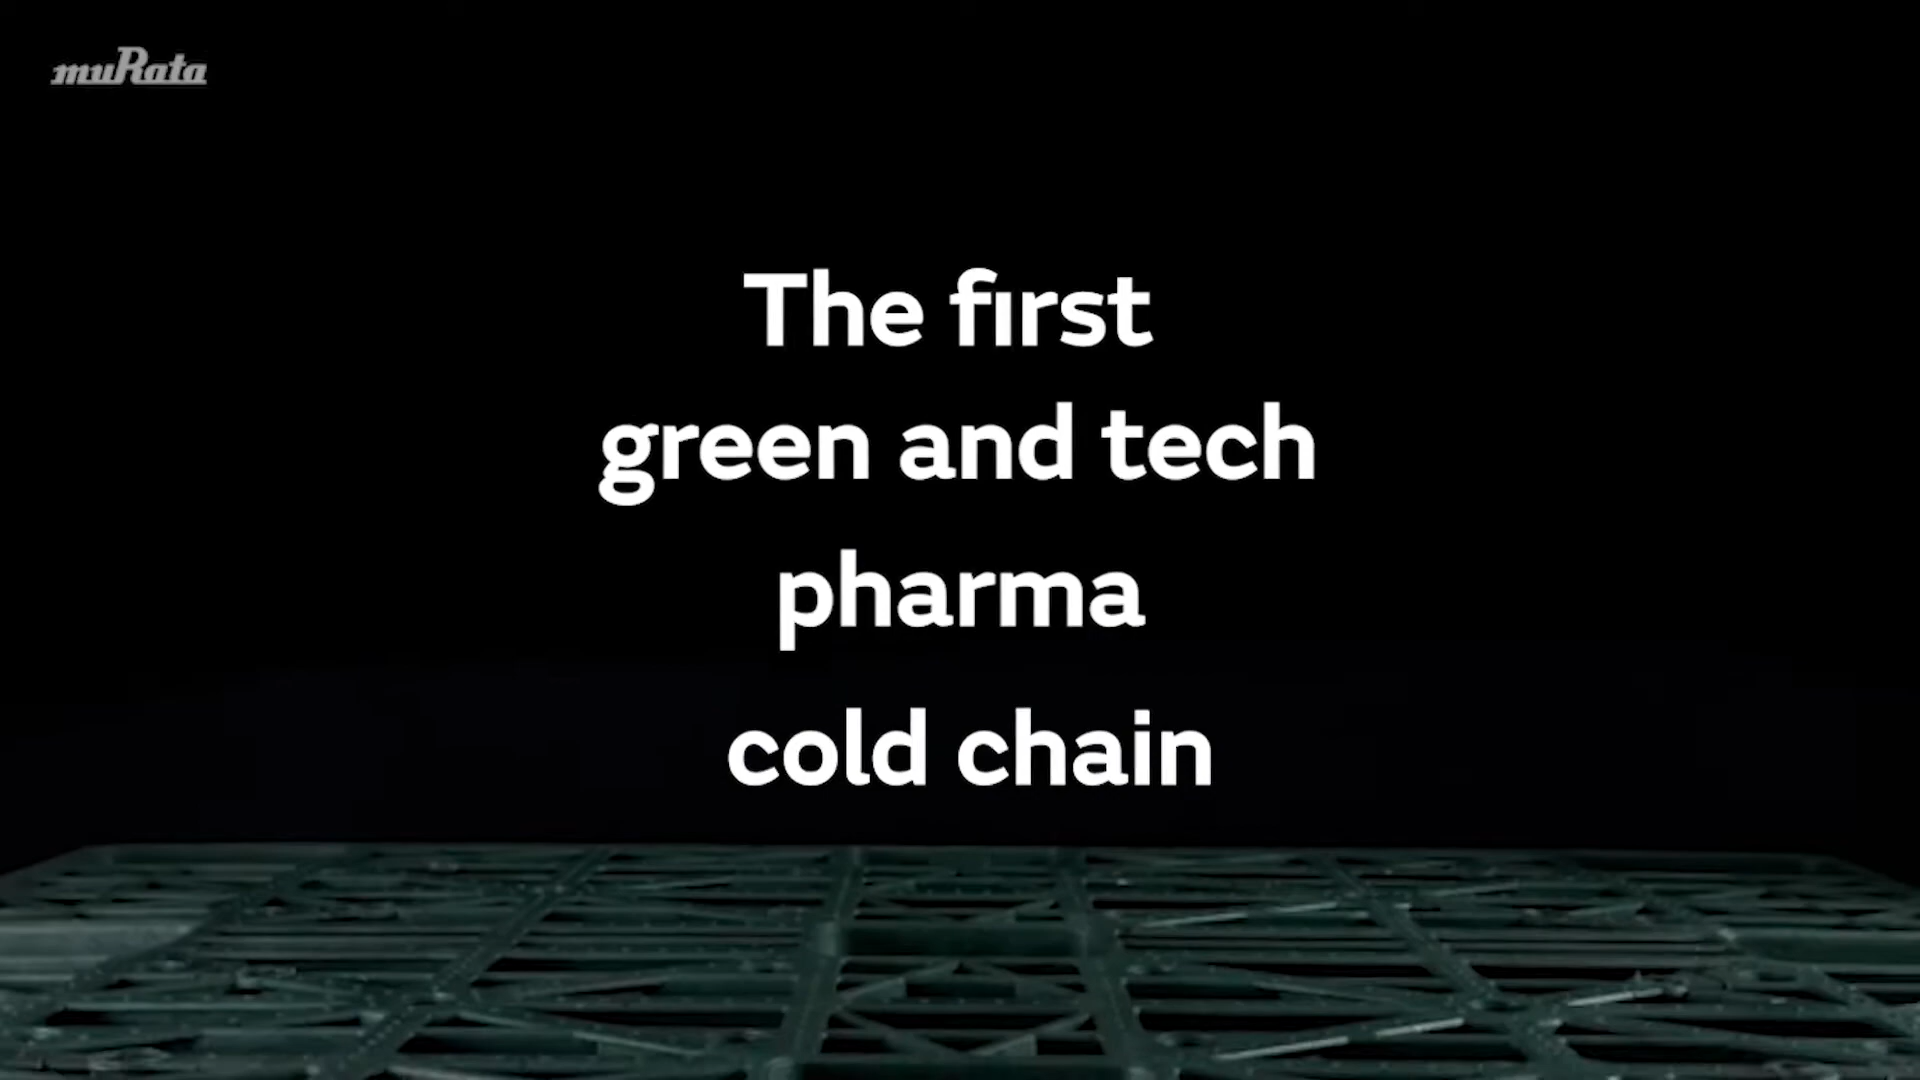 muRata
The first
green and tech
pharma
cold chain